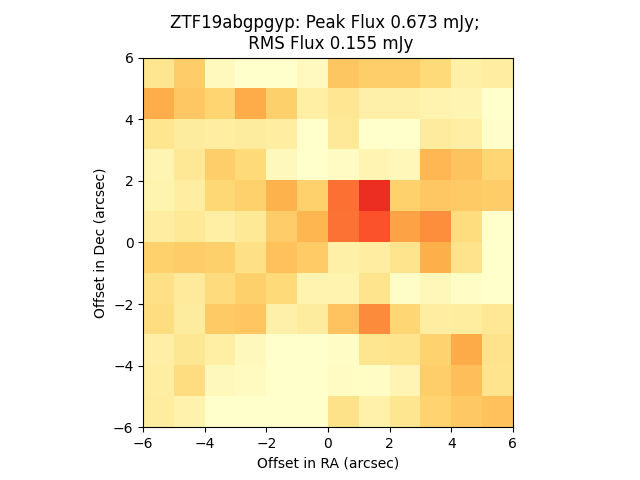 ZTF19abgpgyp: Peak Flux 0.673 mJy;
RMS Flux 0.155 mJy
6
4
2
0
−2
−4
−6
Offset in Dec (arcsec)
−6 −4 −2 0 2 4 6
Offset in RA (arcsec)